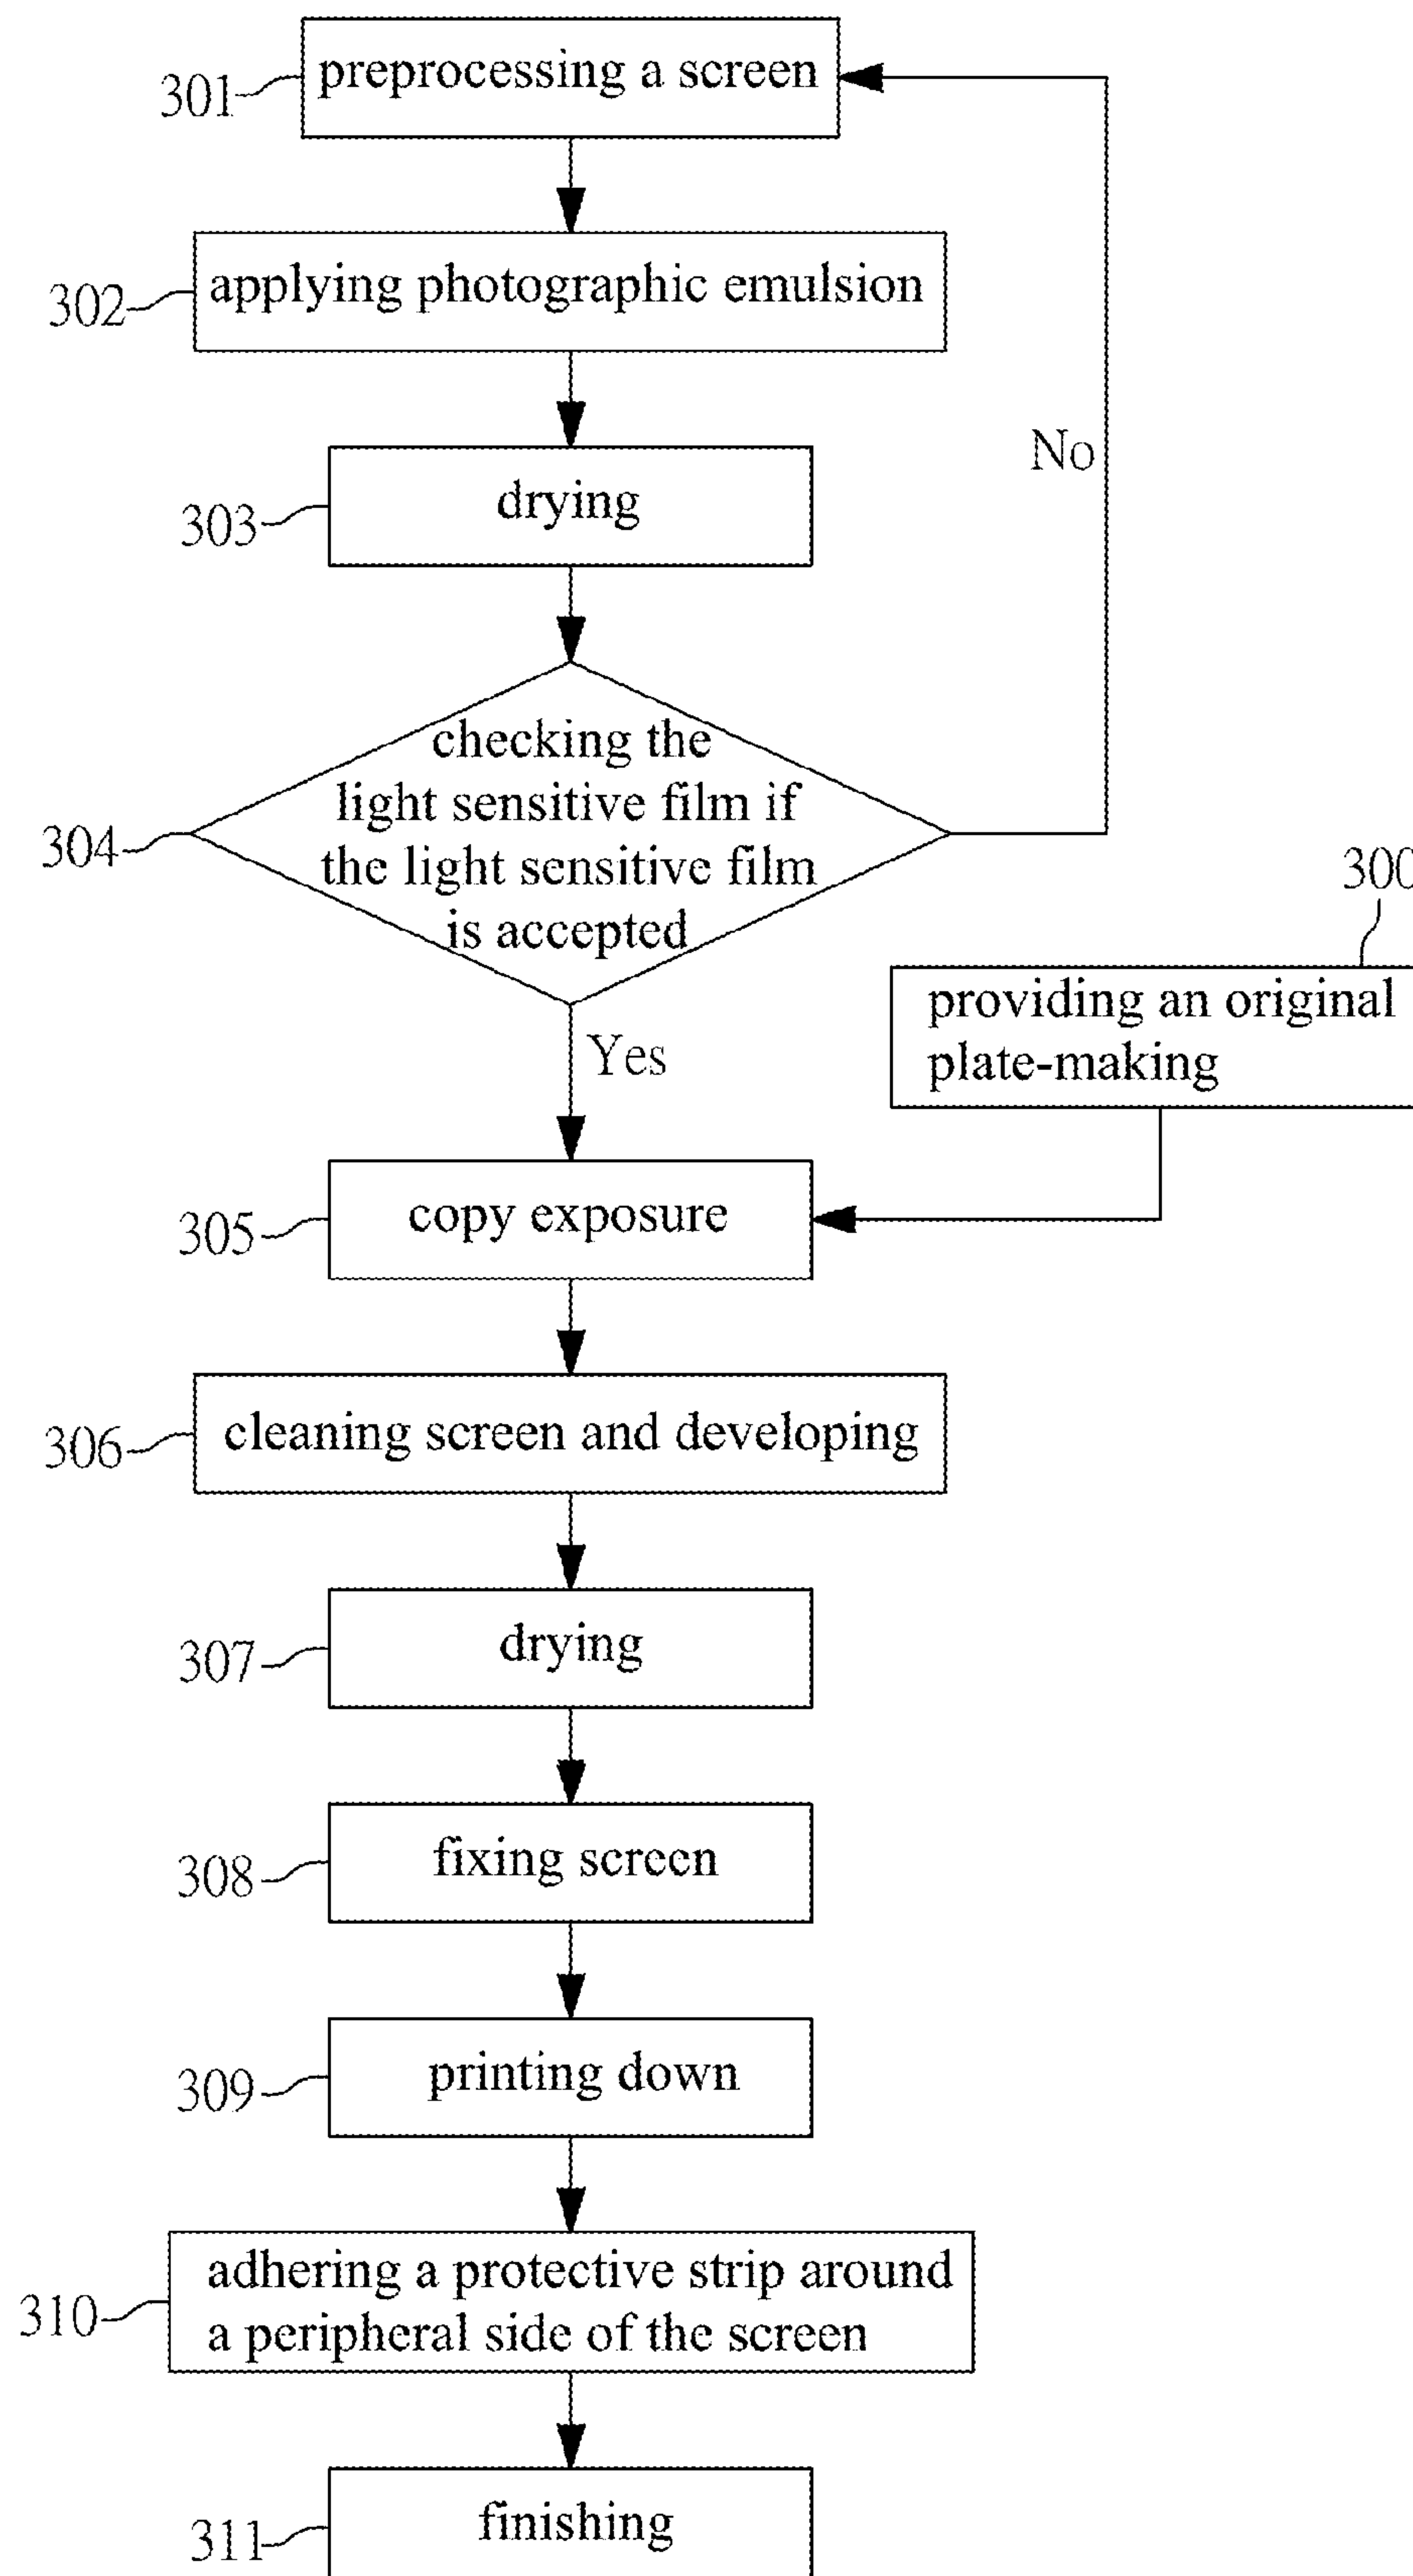 301
preprocessing a screen
302
applying photographic emulsion
303
drying
No
304
checking the
light sensitive film if
the light sensitive film
is accepted
300
providing an original
plate-making
Yes
305
copy exposure
306
cleaning screen and developing
307
drying
308
fixing screen
309
printing down
310
adhering a protective strip around
a peripheral side of the screen
311
finishing